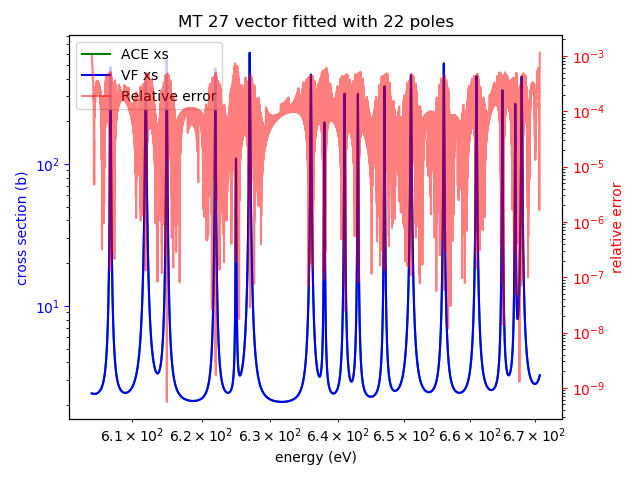 MT 27 vector fitted with 22 poles
ACE xs
VF xs
Relative error
cross section (b)
10²
10¹
relative error
10⁻³
10⁻⁴
10⁻⁵
10⁻⁶
10⁻⁷
10⁻⁸
10⁻⁹
6.1 × 10² 6.2 × 10² 6.3 × 10² 6.4 × 10² 6.5 × 10² 6.6 × 10² 6.7 × 10²
energy (eV)